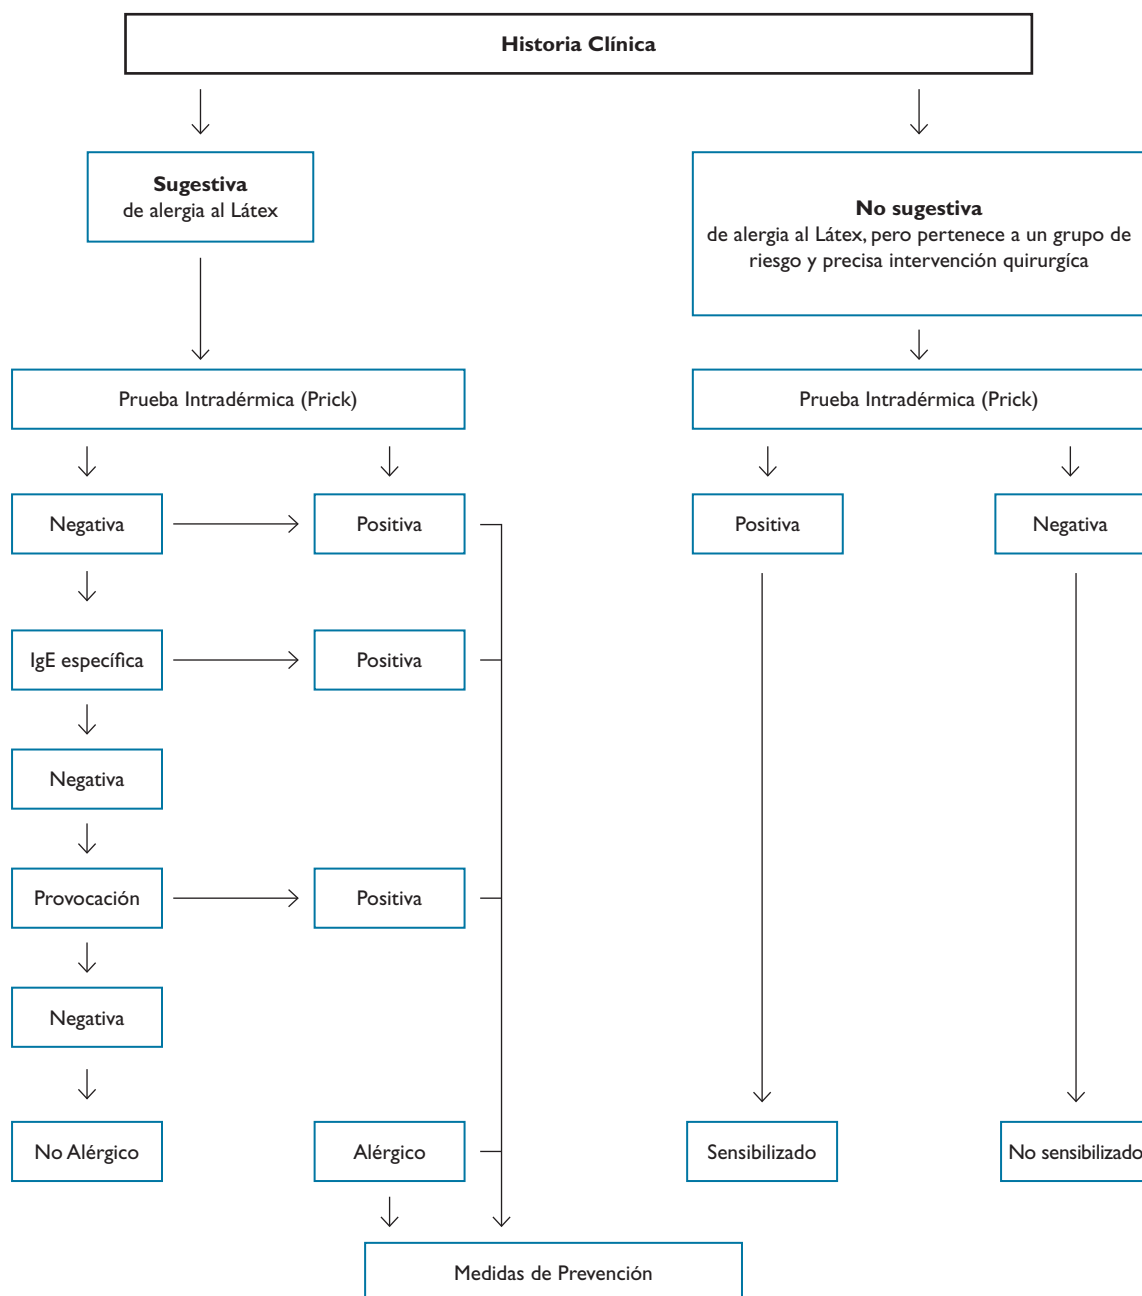 Historia Clínica
Sugestiva
de alergia al Látex
No sugestiva
de alergia al Látex, pero pertenece a un grupo de
riesgo y precisa intervención quirurgíca
Prueba Intradérmica (Prick)
Prueba Intradérmica (Prick)
Negativa
Positiva
Positiva
Negativa
IgE específica
Positiva
Negativa
Provocación
Positiva
Negativa
No Alérgico
Alérgico
Sensibilizado
No sensibilizado
Medidas de Prevención